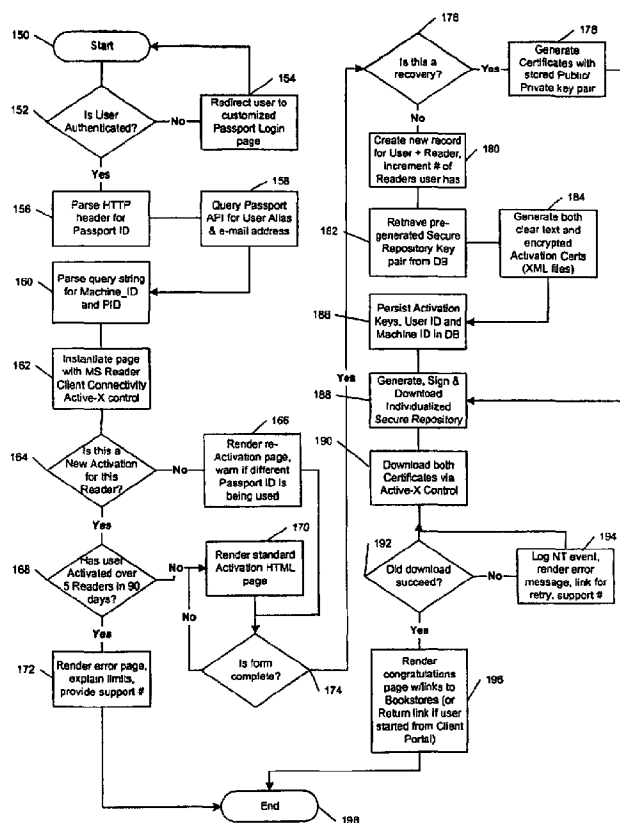 150
Start
154
152
Is User
Authenticated?
No
Redirect user to
customized
Passport Login
page
Yes
156
Parse HTTP
header for
Passport ID
158
Query Passport
API for User Alias
& e-mail address
160
Parse query string
for Machine_ID
and PID
162
Instantiate page
with MS Reader
Client Connectivity
Active-X control
164
Is this a
New Activation
for this
Reader?
No
166
Render re-
Activation page,
warn if different
Passport ID is
being used
Yes
168
Has user
Activated over
5 Readers in 90
days?
No
170
Render standard
Activation HTML
page
No
Yes
172
Render error page,
explain limits,
provide support #
Is form
complete?
174
Yes
176
Is this a
recovery?
Yes
178
Generate
Certificates with
stored Public/
Private key pair
No
Create new record
for User + Reader,
Increment # of
Readers user has
180
182
Retrieve pre-
generated Secure
Repository Key
pair from DB
184
Generate both
clear text and
encrypted
Activation Certs
(XML files)
186
Persist Activation
Keys, User ID and
Machine ID in DB
188
Generate, Sign &
Download
Individualized
Secure Repository
190
Download both
Certificates via
Active-X Control
192
Did download
succeed?
No
194
Log NT event,
render error
message, link for
retry, support #
Yes
Render
congratulations
page w/links to
Bookstores (or
Return link if user
started from Client
Portal)
196
End
198